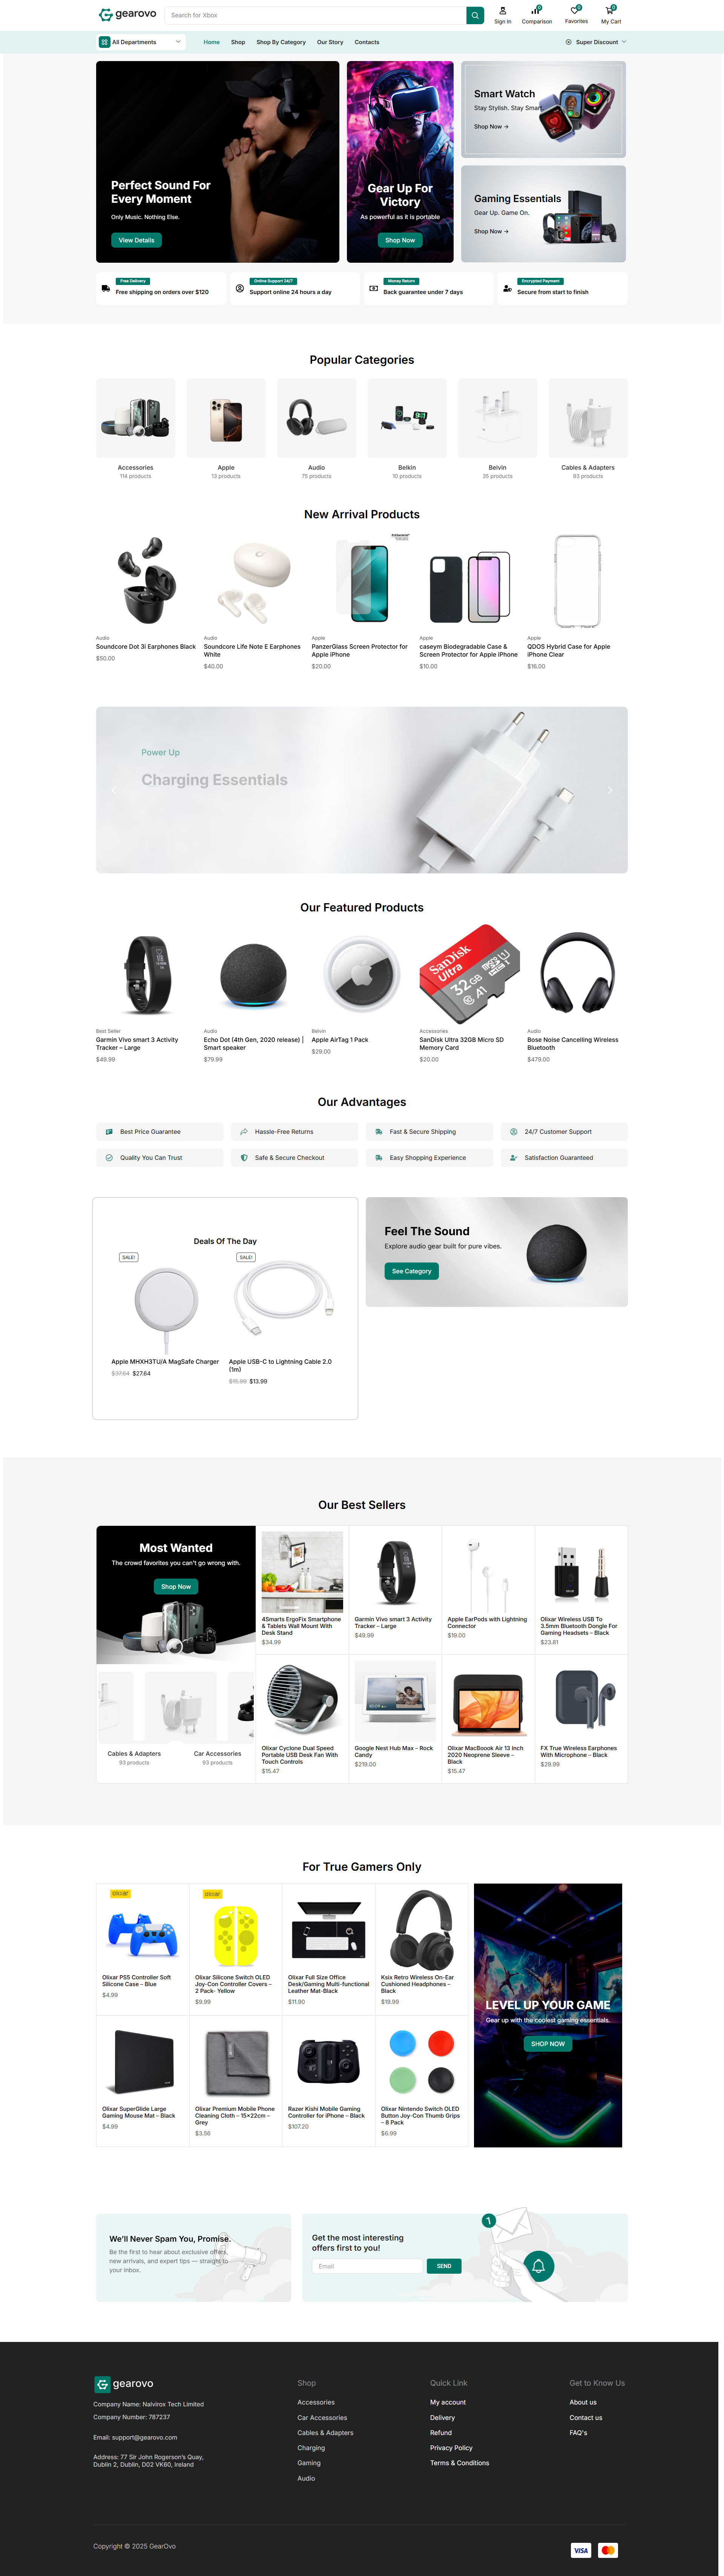 gearovo
Search for Xbox
Sign In
0
Comparison
0
Favorites
0
My Cart
All Departments
Home
Shop
Shop By Category
Our Story
Contacts
Super Discount
Perfect Sound For
Every Moment
Only Music. Nothing Else.
View Details
Gear Up For
Victory
As powerful as it is portable
Shop Now
Smart Watch
Stay Stylish. Stay Smart.
Shop Now →
Gaming Essentials
Gear Up. Game On.
Shop Now →
Free Delivery
Free shipping on orders over $120
Online Support 24/7
Support online 24 hours a day
Money Return
Back guarantee under 7 days
Encrypted Payment
Secure from start to finish
Popular Categories
Accessories
114 products
Apple
13 products
Audio
75 products
Belkin
10 products
Belvin
35 products
Cables & Adapters
93 products
New Arrival Products
Audio
Soundcore Dot 3i Earphones Black
$50.00
Audio
Soundcore Life Note E Earphones
White
$40.00
Apple
PanzerGlass Screen Protector for
Apple iPhone
$20.00
Apple
caseym Biodegradable Case &
Screen Protector for Apple iPhone
$10.00
Apple
QDOS Hybrid Case for Apple
iPhone Clear
$16.00
Power Up
Charging Essentials
Our Featured Products
SanDisk
Ultra
32GB
A1
Best Seller
Garmin Vivo smart 3 Activity
Tracker – Large
$49.99
Audio
Echo Dot (4th Gen, 2020 release) |
Smart speaker
$79.99
Belvin
Apple AirTag 1 Pack
$29.00
Accessories
SanDisk Ultra 32GB Micro SD
Memory Card
$20.00
Audio
Bose Noise Cancelling Wireless
Bluetooth
$479.00
Our Advantages
Best Price Guarantee
Hassle-Free Returns
Fast & Secure Shipping
24/7 Customer Support
Quality You Can Trust
Safe & Secure Checkout
Easy Shopping Experience
Satisfaction Guaranteed
Deals Of The Day
SALE!
Apple MHXH3TU/A MagSafe Charger
$37.64 $27.64
SALE!
Apple USB-C to Lightning Cable 2.0
(1m)
$15.99 $13.99
Feel The Sound
Explore audio gear built for pure vibes.
See Category
Our Best Sellers
Most Wanted
The crowd favorites you can't go wrong with.
Shop Now
Cables & Adapters
93 products
Car Accessories
93 products
4Smarts ErgoFix Smartphone
& Tablets Wall Mount With
Desk Stand
$34.99
Garmin Vivo smart 3 Activity
Tracker – Large
$49.99
Apple EarPods with Lightning
Connector
$19.00
Olixar Wireless USB To
3.5mm Bluetooth Dongle For
Gaming Headsets – Black
$23.81
Olixar Cyclone Dual Speed
Portable USB Desk Fan With
Touch Controls
$15.47
Google Nest Hub Max – Rock
Candy
$219.00
Olixar MacBoook Air 13 Inch
2020 Neoprene Sleeve –
Black
$15.47
FX True Wireless Earphones
With Microphone – Black
$29.99
For True Gamers Only
olixar
Olixar PS5 Controller Soft
Silicone Case – Blue
$4.99
olixar
Olixar Silicone Switch OLED
Joy-Con Controller Covers –
2 Pack- Yellow
$9.99
Olixar Full Size Office
Desk/Gaming Multi-functional
Leather Mat-Black
$11.90
Ksix Retro Wireless On-Ear
Cushioned Headphones –
Black
$19.99
Olixar SuperGlide Large
Gaming Mouse Mat – Black
$4.99
Olixar Premium Mobile Phone
Cleaning Cloth – 15x22cm –
Grey
$3.56
Razer Kishi Mobile Gaming
Controller for iPhone – Black
$107.20
Olixar Nintendo Switch OLED
Button Joy-Con Thumb Grips
– 8 Pack
$6.99
LEVEL UP YOUR GAME
Gear up with the coolest gaming essentials.
SHOP NOW
We'll Never Spam You, Promise.
Be the first to hear about exclusive offers,
new arrivals, and expert tips — straight to
your inbox.
Get the most interesting
offers first to you!
Email
SEND
1
gearovo
Company Name: Nalvirox Tech Limited
Company Number: 787237
Email: support@gearovo.com
Address: 77 Sir John Rogerson's Quay,
Dublin 2, Dublin, D02 VK60, Ireland
Shop
Accessories
Car Accessories
Cables & Adapters
Charging
Gaming
Audio
Quick Link
My account
Delivery
Refund
Privacy Policy
Terms & Conditions
Get to Know Us
About us
Contact us
FAQ's
Copyright © 2025 GearOvo
VISA